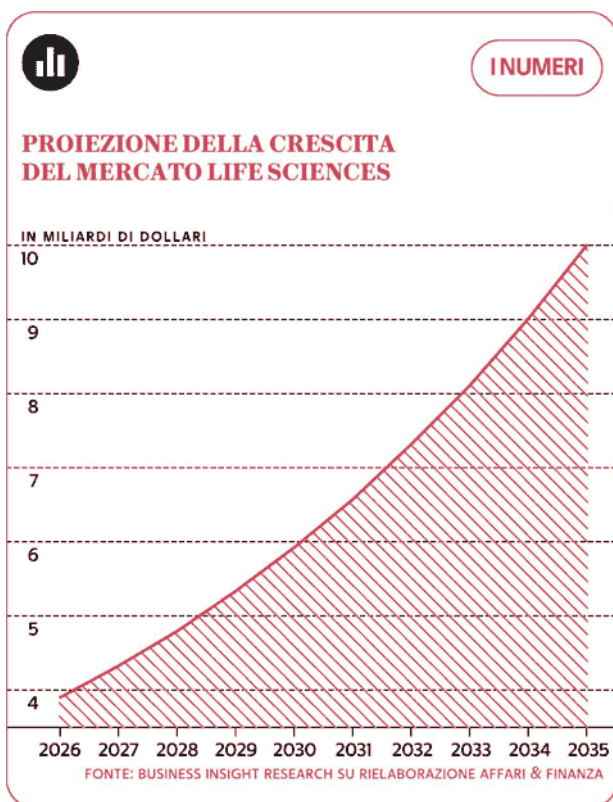 I NUMERI
PROIEZIONE DELLA CRESCITA
DEL MERCATO LIFE SCIENCES
IN MILIARDI DI DOLLARI
10
9
8
7
6
5
4
2026 2027 2028 2029 2030 2031 2032 2033 2034 2035
FONTE: BUSINESS INSIGHT RESEARCH SU RIELABORAZIONE AFFARI & FINANZA